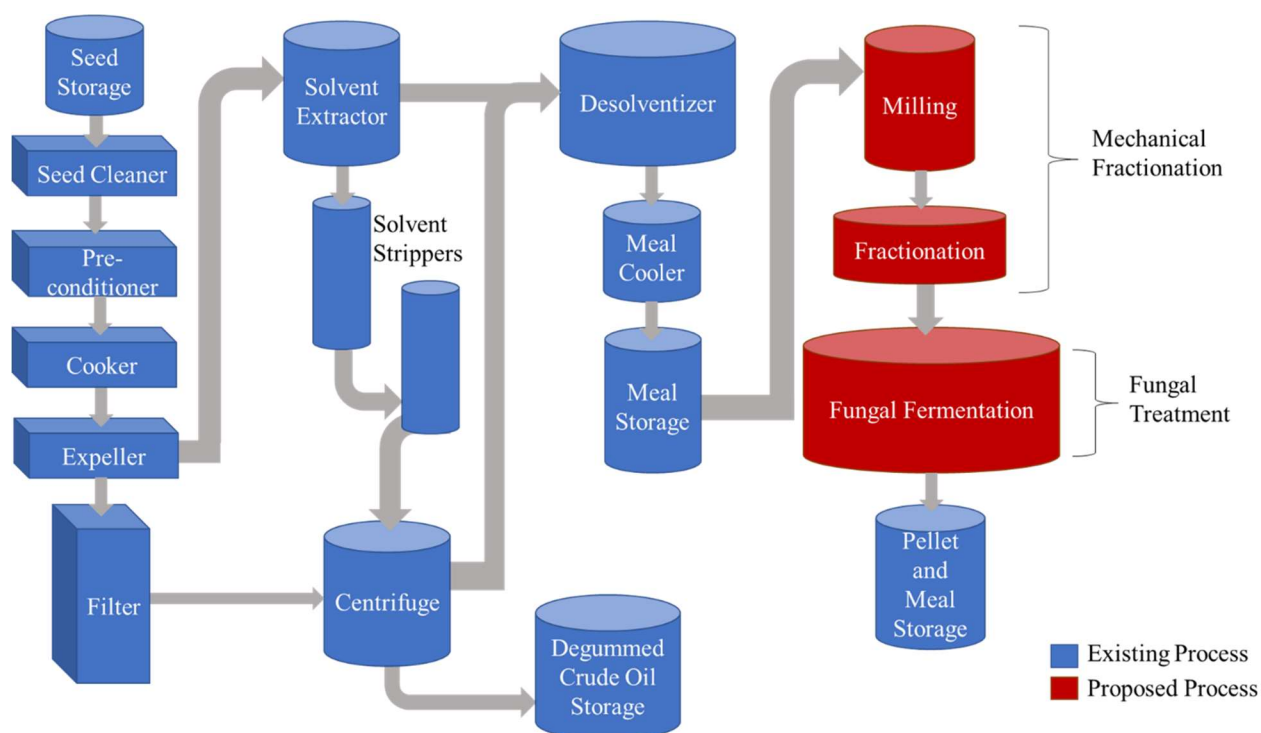 Seed
Storage
Seed Cleaner
Pre-
conditioner
Cooker
Expeller
Filter
Solvent
Extractor
Solvent
Strippers
Centrifuge
Degummed
Crude Oil
Storage
Desolventizer
Meal
Cooler
Meal
Storage
Milling
Fractionation
Mechanical
Fractionation
Fungal Fermentation
Fungal
Treatment
Pellet
and
Meal
Storage
Existing Process
Proposed Process